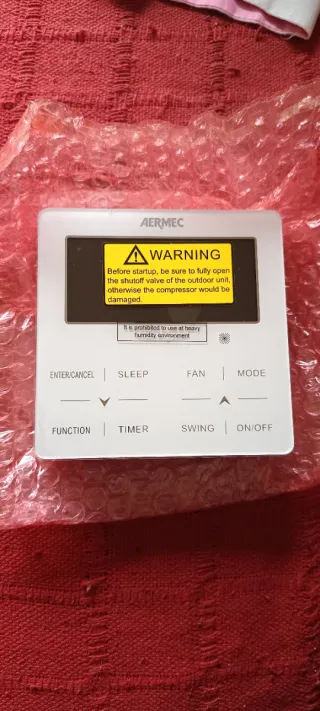 AERMEC
WARNING
Before startup, be sure to fully open
the shutoff valve of the outdoor unit,
otherwise the compressor would be
damaged.
It is prohibited to use at heavy
humidity environment
ENTER/CANCEL SLEEP FAN MODE
FUNCTION TIMER SWING ON/OFF